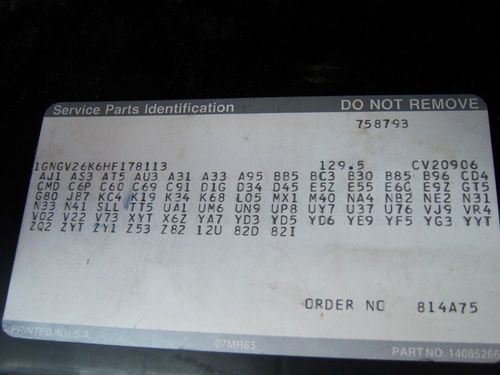 Service Parts Identification DO NOT REMOVE
758793
1GNGV26K6HF178113 129.5 CV20906
AJ1 AS3 AT5 AU3 A31 A33 A95 B85 BC3 B30 B85 B96 CD4
CMD C6P C60 C69 C91 D1G D34 D45 E5Z E55 E6G E9Z GT5
G80 JB7 KC4 K19 K34 K68 L05 MX1 M40 NA4 NB2 NE2 N31
N33 N41 SLL TT5 UA1 UM6 UN9 UP8 UY7 U37 U76 VJ9 VR4
V02 V22 V73 XYT X6Z YA7 YD3 YD5 YD6 YE9 YF5 YG3 YYT
ZQ2 ZYT ZY1 Z53 Z82 12U 82D 82I
ORDER NO 814A75
PRINTED IN U.S.A. 07MR85 PART NO. 14085266